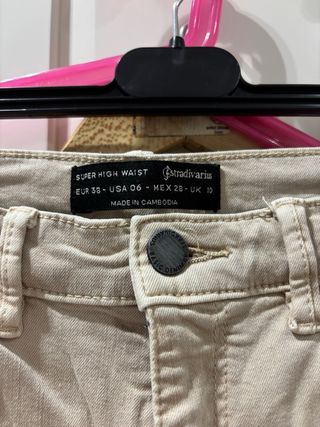 SUPER HIGH WAIST Stradivarius
EUR 38 - USA 06 - MEX 28 - UK 10
MADE IN CAMBODIA